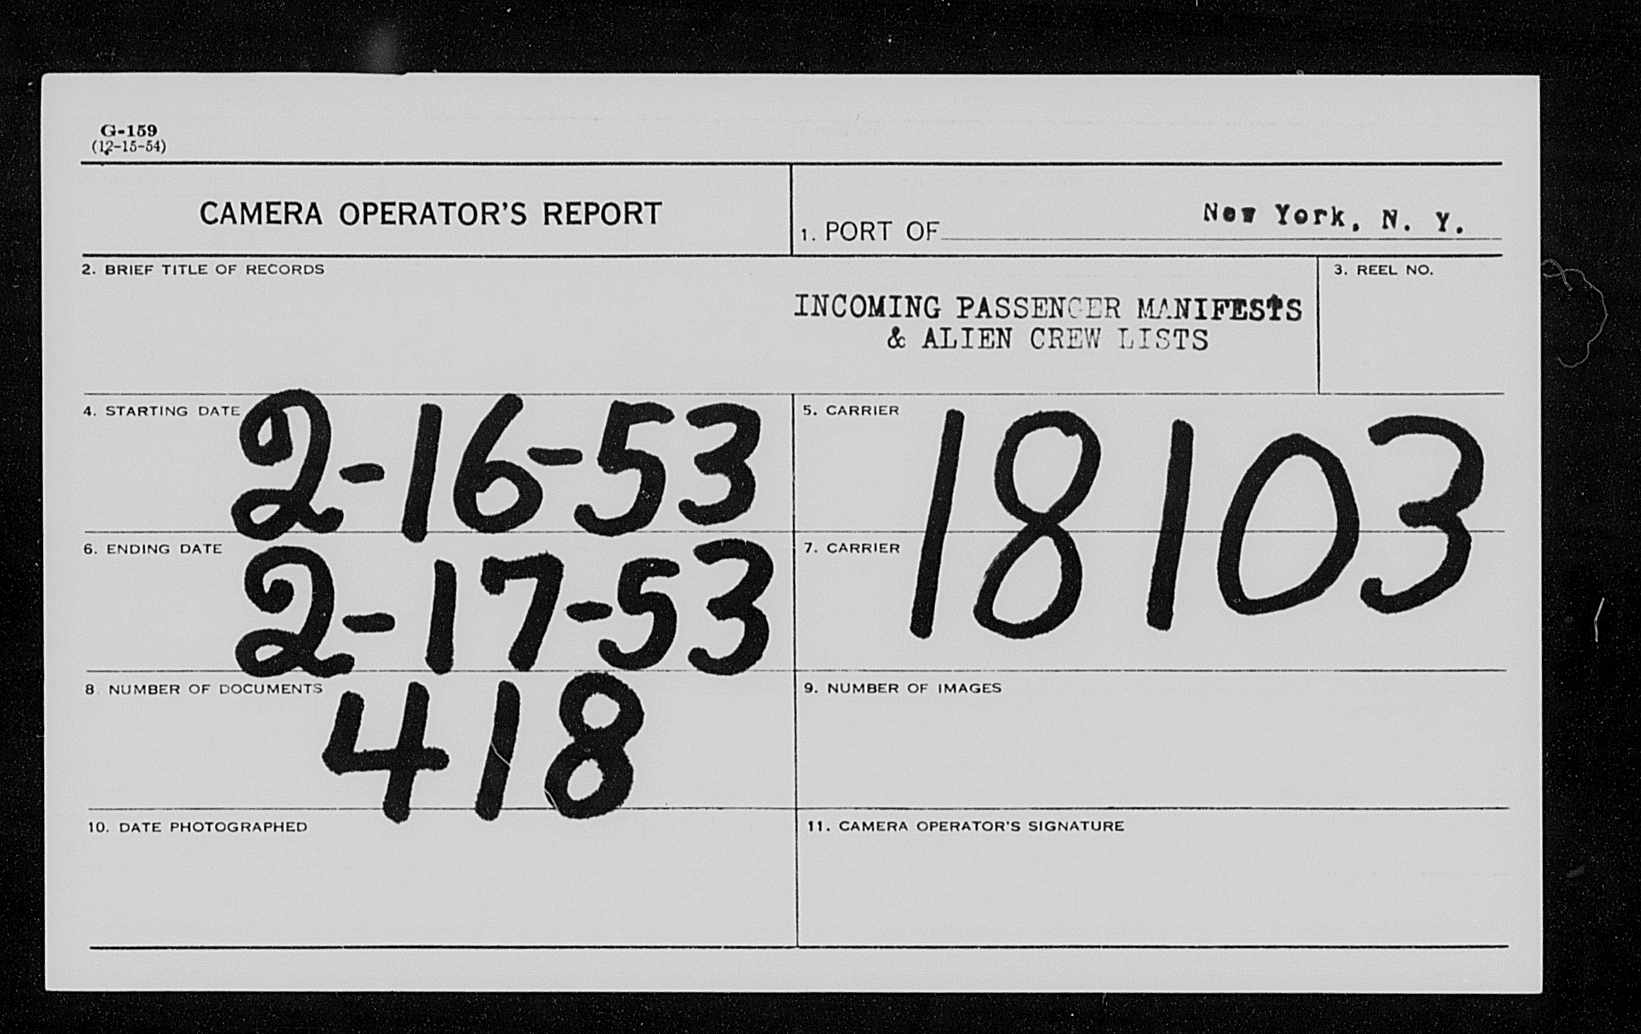 G-159
(12-15-54)
CAMERA OPERATOR'S REPORT
1. PORT OF New York, N. Y.
2. BRIEF TITLE OF RECORDS
INCOMING PASSENGER MANIFESTS
& ALIEN CREW LISTS
3. REEL NO.
4. STARTING DATE 2-16-53
5. CARRIER
18103
6. ENDING DATE 2-17-53
7. CARRIER
8 NUMBER OF DOCUMENTS 418
9. NUMBER OF IMAGES
10. DATE PHOTOGRAPHED
11. CAMERA OPERATOR'S SIGNATURE